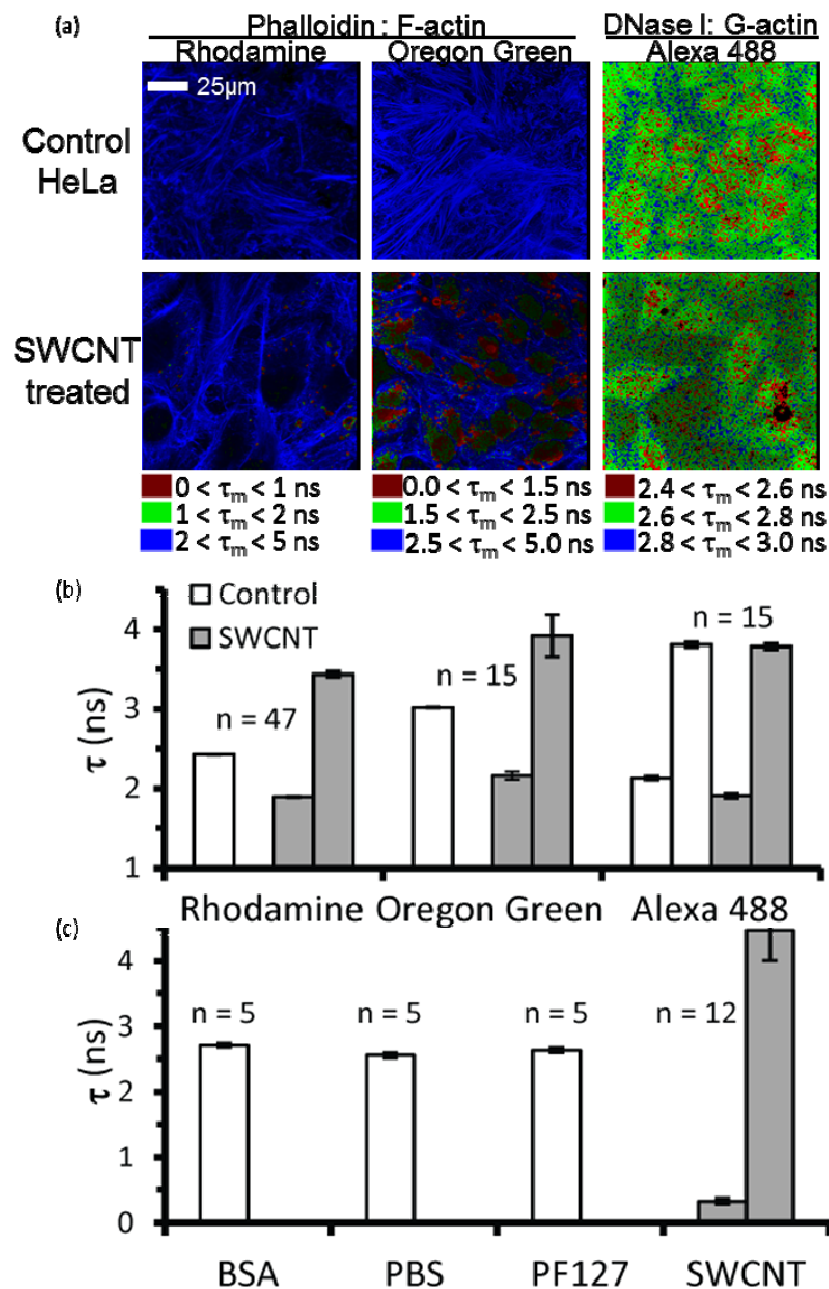 (a)
Phalloidin : F-actin
DNase I: G-actin
Rhodamine
Oregon Green
Alexa 488
25µm
Control
HeLa
SWCNT
treated
0 < τm < 1 ns
1 < τm < 2 ns
2 < τm < 5 ns
0.0 < τm < 1.5 ns
1.5 < τm < 2.5 ns
2.5 < τm < 5.0 ns
2.4 < τm < 2.6 ns
2.6 < τm < 2.8 ns
2.8 < τm < 3.0 ns
(b)
Control
SWCNT
n = 47
n = 15
n = 15
τ (ns)
4
3
2
1
Rhodamine Oregon Green Alexa 488
(c)
n = 5
n = 5
n = 5
n = 12
τ (ns)
4
3
2
1
0
BSA
PBS
PF127
SWCNT